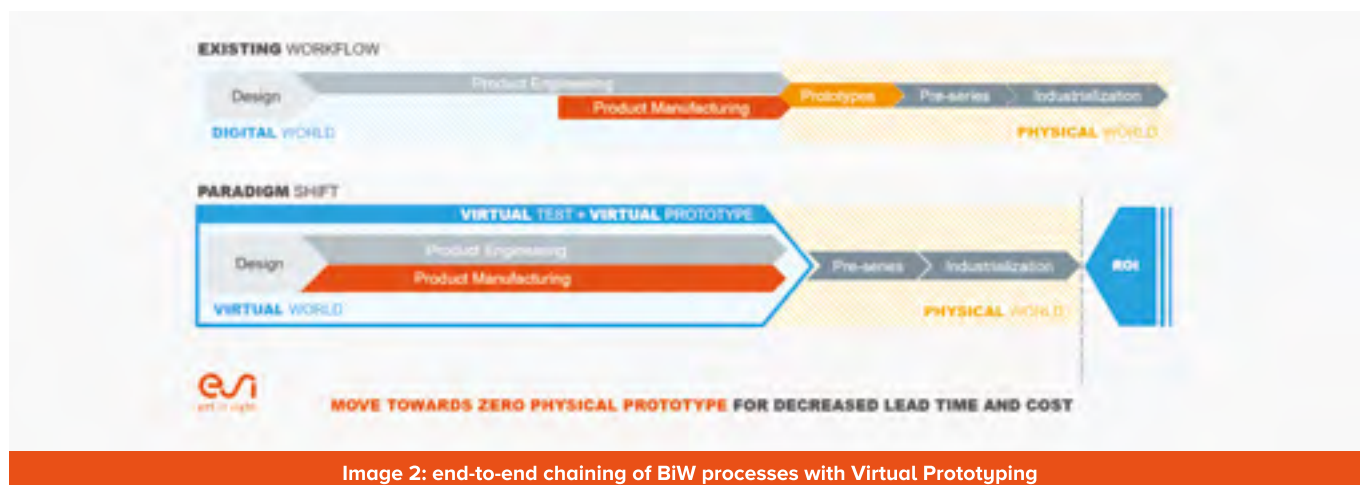 EXISTING WORKFLOW
Product Engineering
Design
Prototypes
Pre-series
Industrialization
Product Manufacturing
DIGITAL WORLD
PHYSICAL WORLD
PARADIGM SHIFT
VIRTUAL TEST + VIRTUAL PROTOTYPE
Product Engineering
Design
Pre-series
Industrialization
ROI
Product Manufacturing
VIRTUAL WORLD
PHYSICAL WORLD
esi
get it right
MOVE TOWARDS ZERO PHYSICAL PROTOTYPE FOR DECREASED LEAD TIME AND COST
Image 2: end-to-end chaining of BiW processes with Virtual Prototyping